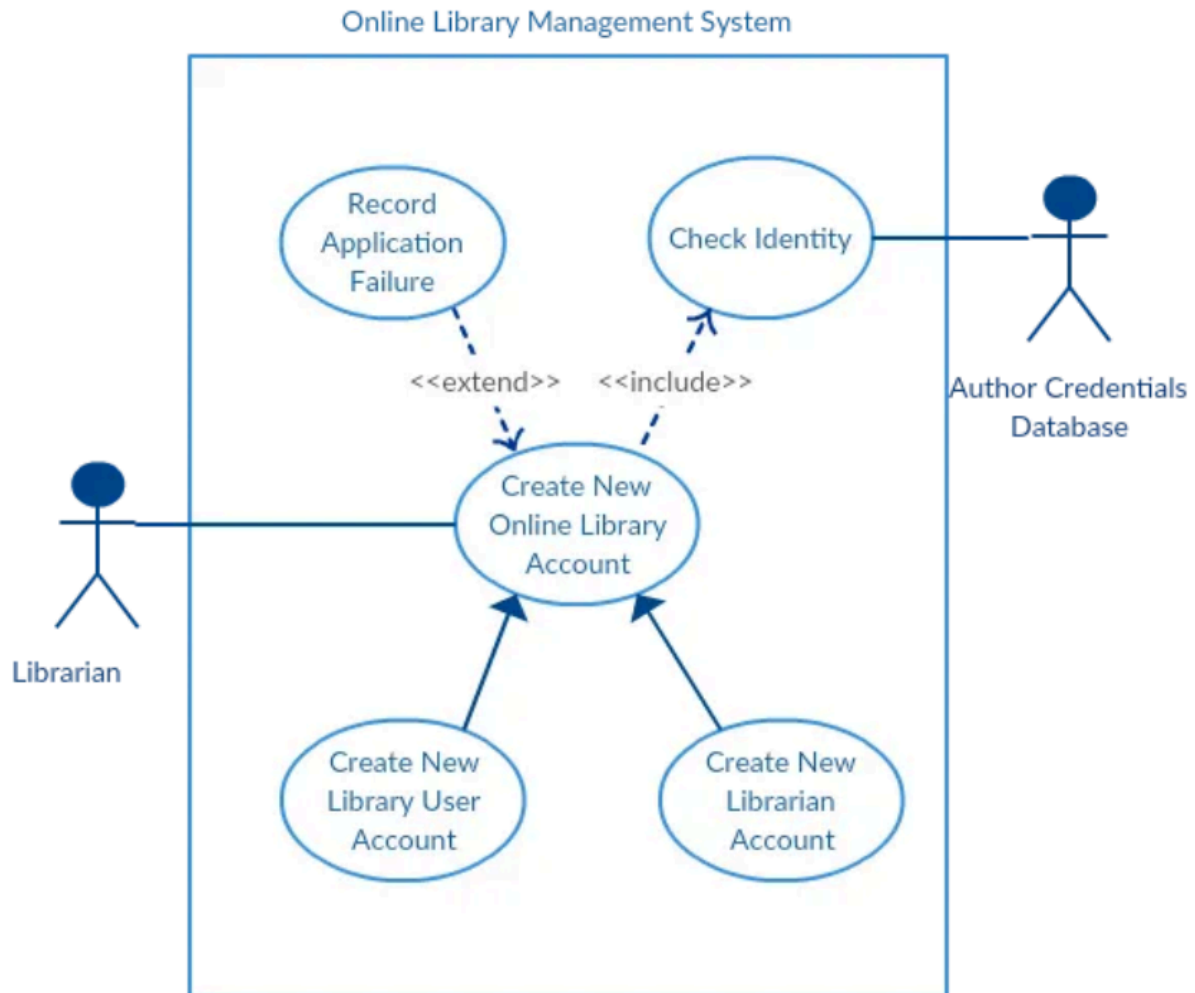 Online Library Management System
Record
Application
Failure
Check Identity
<<extend>>
<<include>>
Author Credentials
Database
Create New
Online Library
Account
Librarian
Create New
Library User
Account
Create New
Librarian
Account